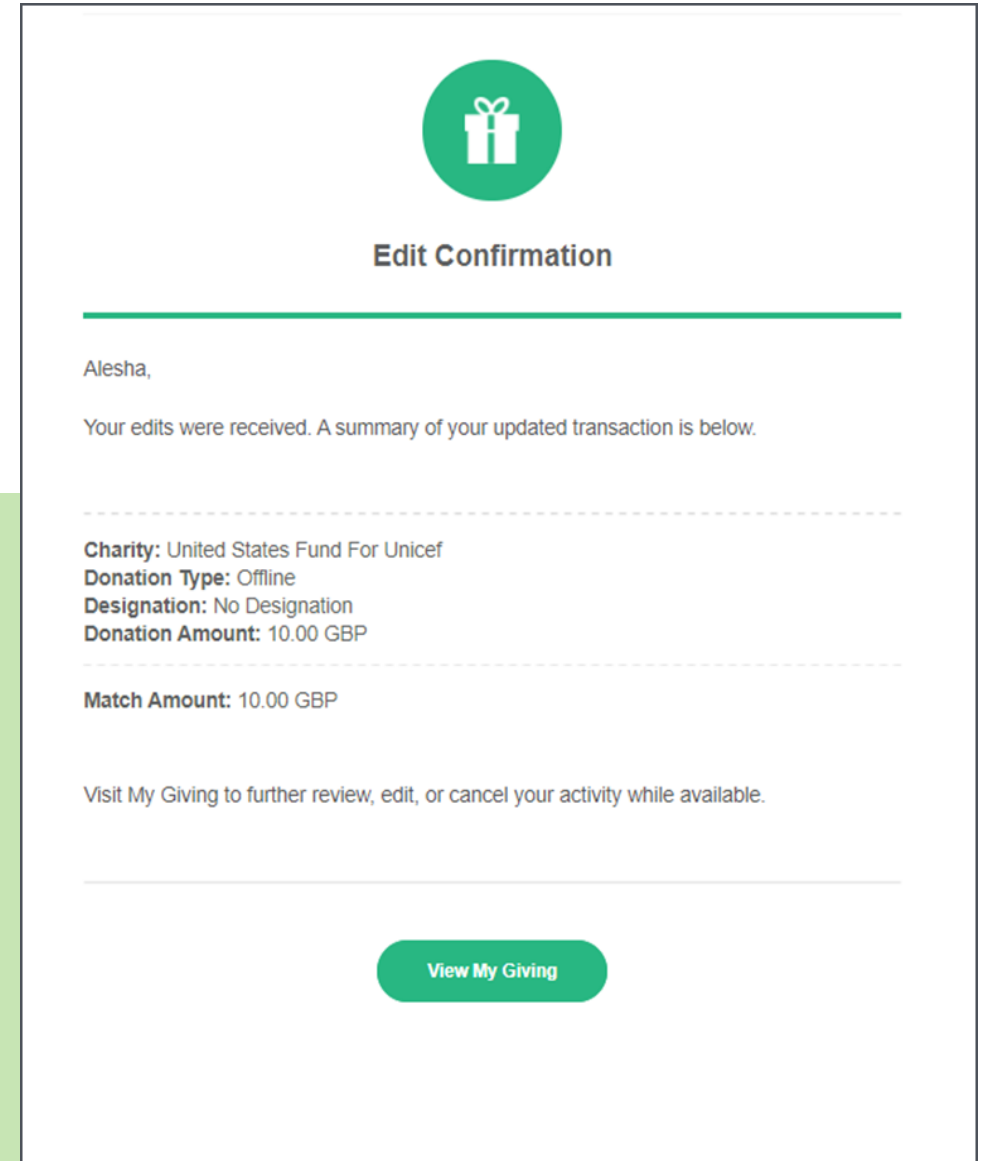 Edit Confirmation
Alesha,
Your edits were received. A summary of your updated transaction is below.
Charity: United States Fund For Unicef
Donation Type: Offline
Designation: No Designation
Donation Amount: 10.00 GBP
Match Amount: 10.00 GBP
Visit My Giving to further review, edit, or cancel your activity while available.
View My Giving